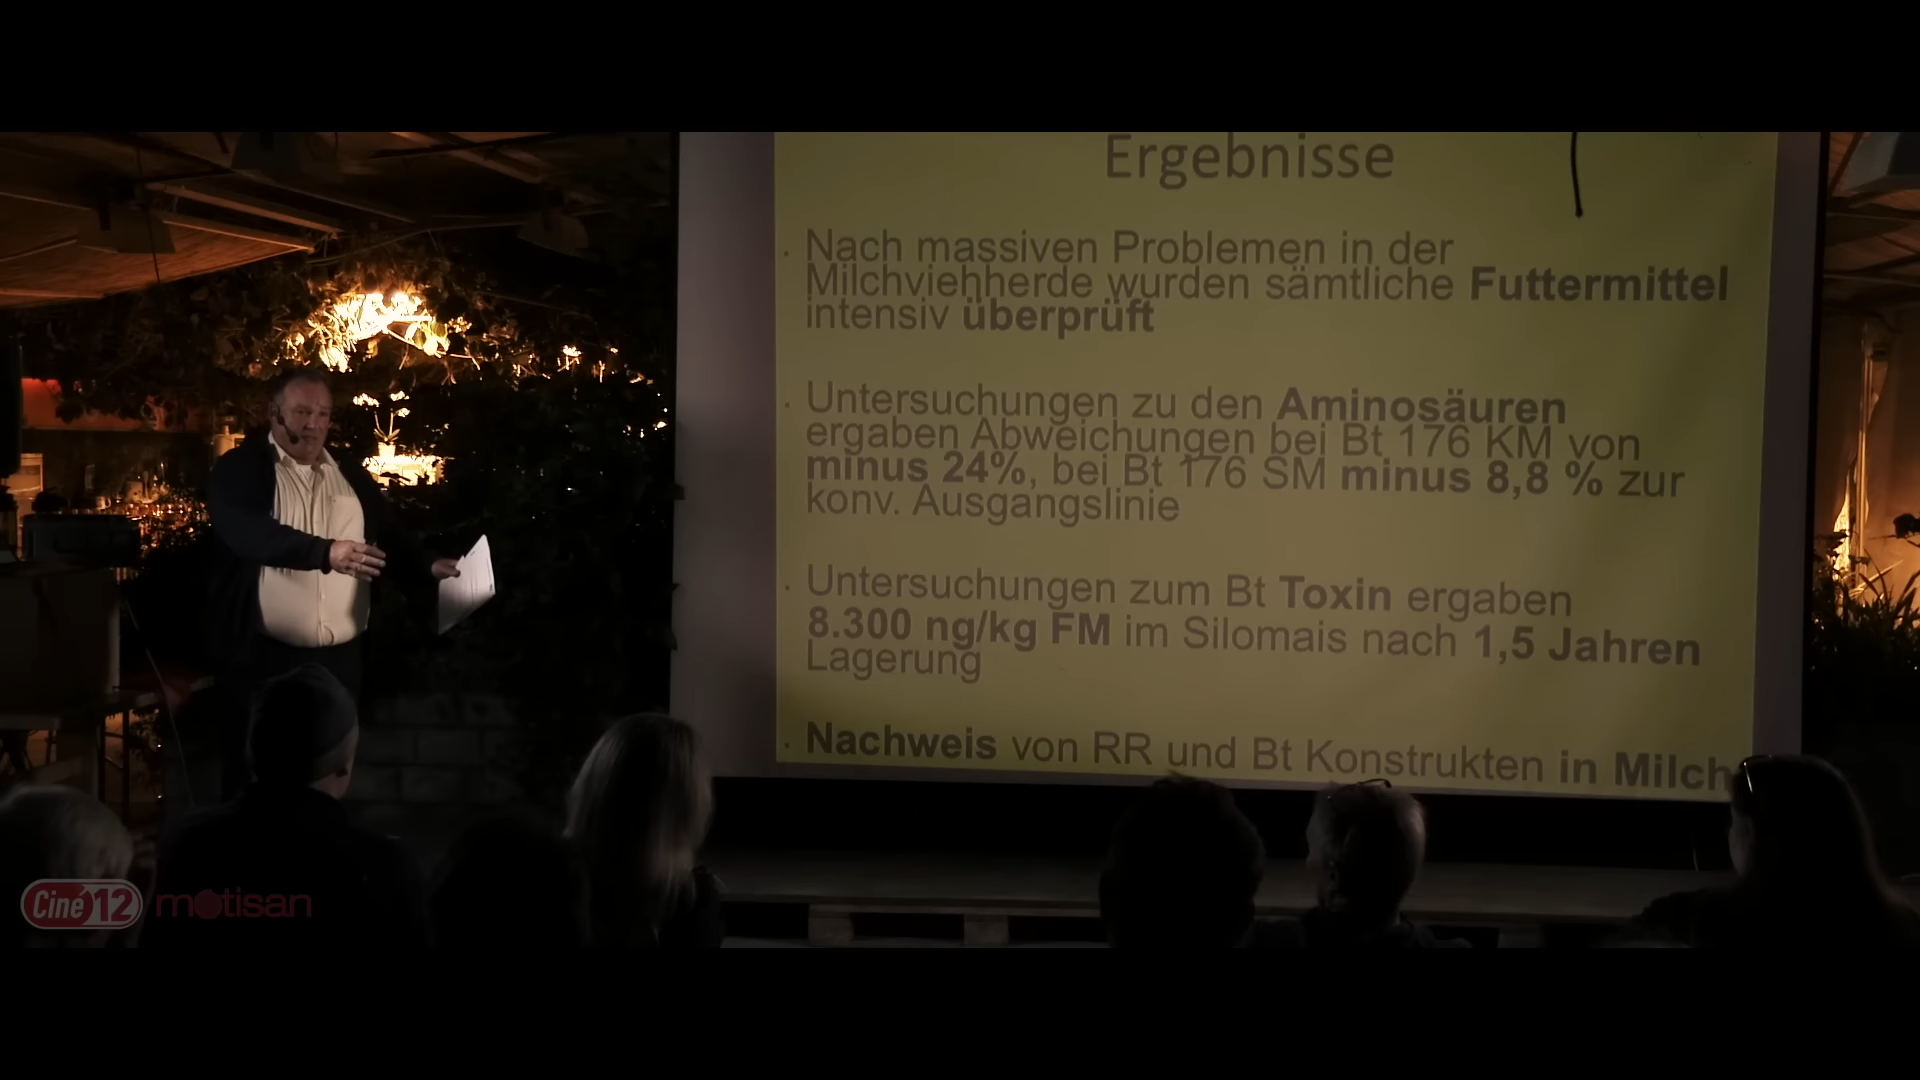 Ergebnisse
· Nach massiven Problemen in der
Milchviehherde wurden sämtliche Futtermittel
intensiv überprüft
· Untersuchungen zu den Aminosäuren
ergaben Abweichungen bei Bt 176 KM von
minus 24%, bei Bt 176 SM minus 8,8 % zur
konv. Ausgangslinie
· Untersuchungen zum Bt Toxin ergaben
8.300 ng/kg FM im Silomais nach 1,5 Jahren
Lagerung
· Nachweis von RR und Bt Konstrukten in Milch
Ciné12 motisan